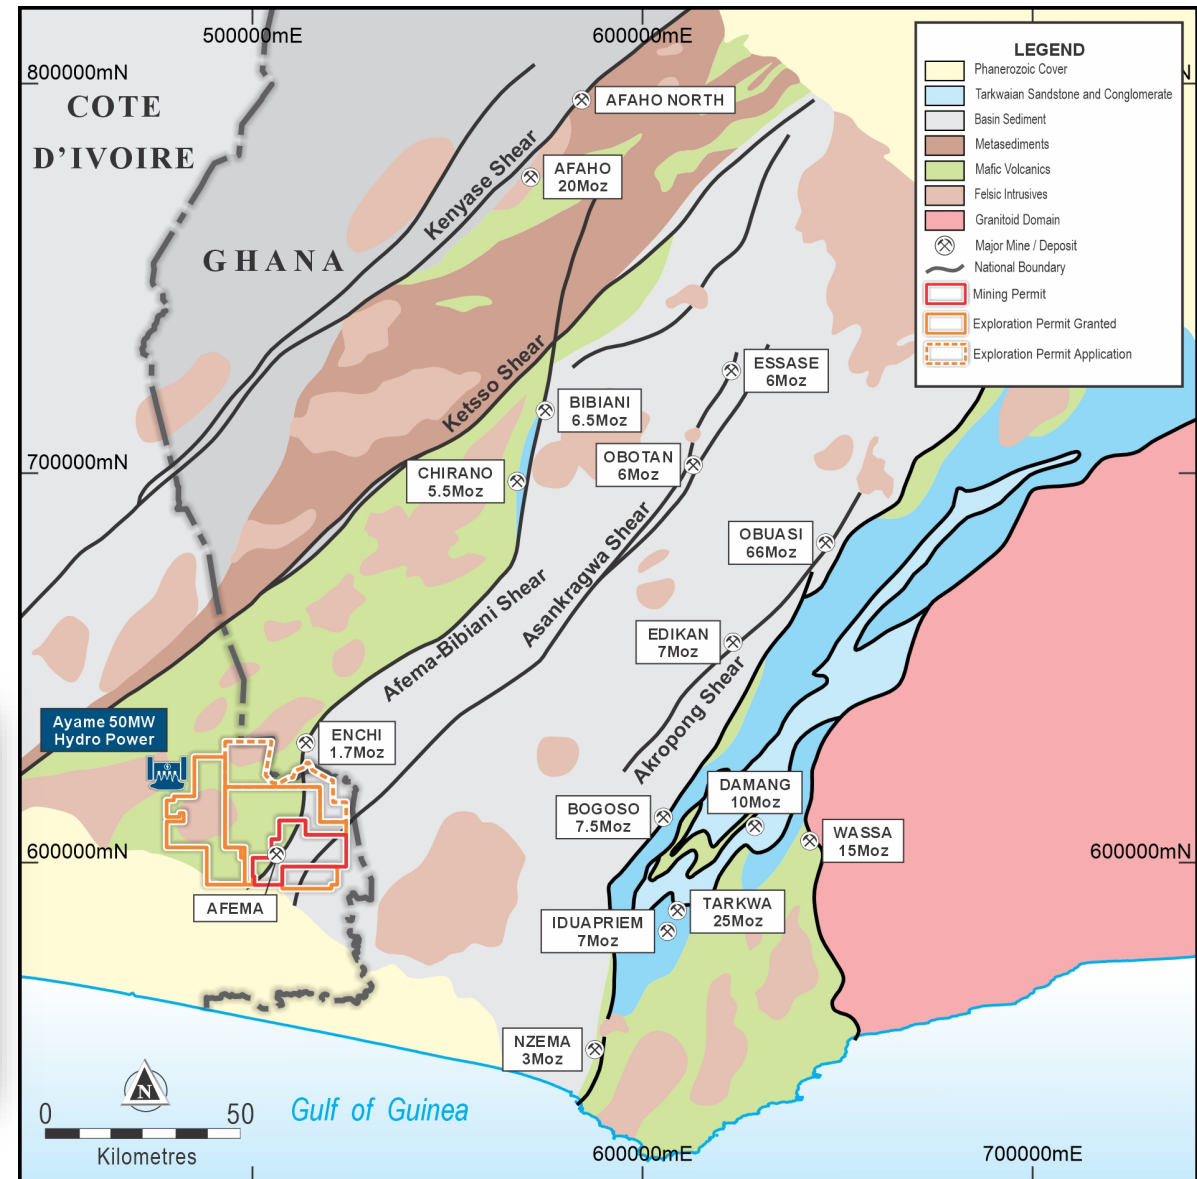 500000mE
600000mE
800000mN
COTE
D'IVOIRE
GHANA
AFAHO NORTH
AFAHO
20Moz
Kenyase Shear
LEGEND
Phanerozoic Cover
Tarkwaian Sandstone and Conglomerate
Basin Sediment
Metasediments
Mafic Volcanics
Felsic Intrusives
Granitoid Domain
Major Mine / Deposit
National Boundary
Mining Permit
Exploration Permit Granted
Exploration Permit Application
N
Ketsso Shear
ESSASE
6Moz
BIBIANI
6.5Moz
OBOTAN
6Moz
700000mN
CHIRANO
5.5Moz
OBUASI
66Moz
Asankragwa Shear
Afema-Bibiani Shear
EDIKAN
7Moz
Akropong Shear
Ayame 50MW
Hydro Power
ENCHI
1.7Moz
DAMANG
10Moz
BOGOSO
7.5Moz
WASSA
15Moz
600000mN
600000mN
AFEMA
TARKWA
25Moz
IDUAPRIEM
7Moz
NZEMA
3Moz
N
0 50
Kilometres
Gulf of Guinea
600000mE
700000mE